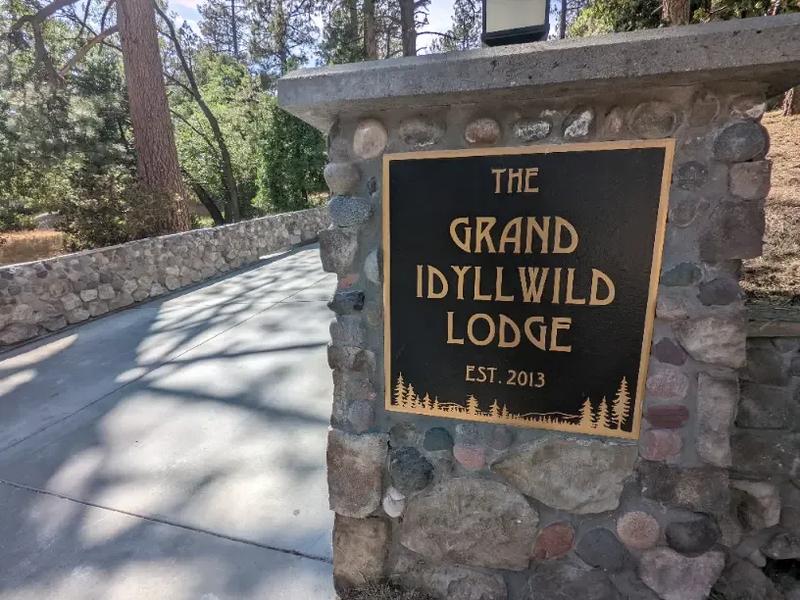 THE
GRAND
IDYLLWILD
LODGE
EST. 2013